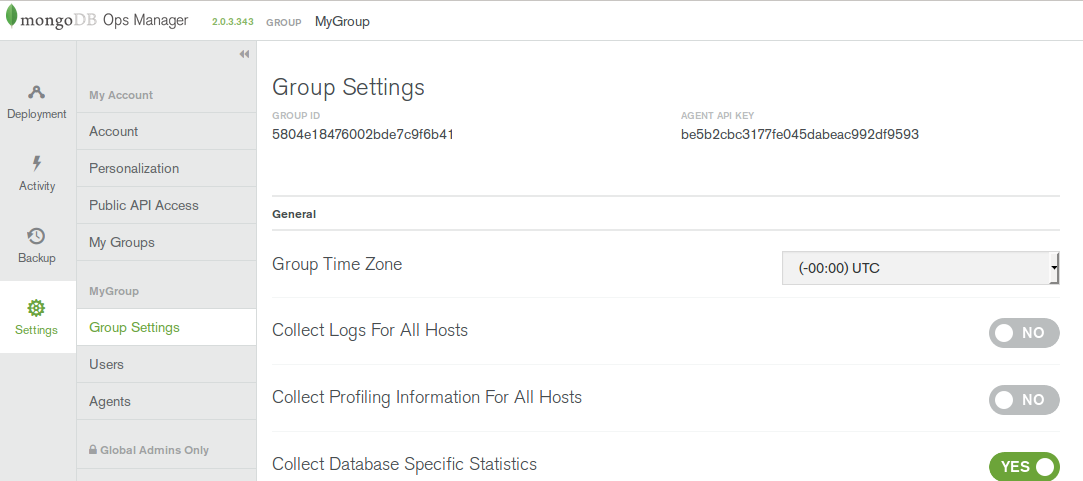 mongoDB Ops Manager 2.0.3.343 GROUP MyGroup
Deployment
Activity
Backup
Settings
My Account
Account
Personalization
Public API Access
My Groups
MyGroup
Group Settings
Users
Agents
Global Admins Only
Group Settings
GROUP ID
5804e18476002bde7c9f6b41
AGENT API KEY
be5b2cbc3177fe045dabeac992df9593
General
Group Time Zone
(-00:00) UTC
Collect Logs For All Hosts
NO
Collect Profiling Information For All Hosts
NO
Collect Database Specific Statistics
YES